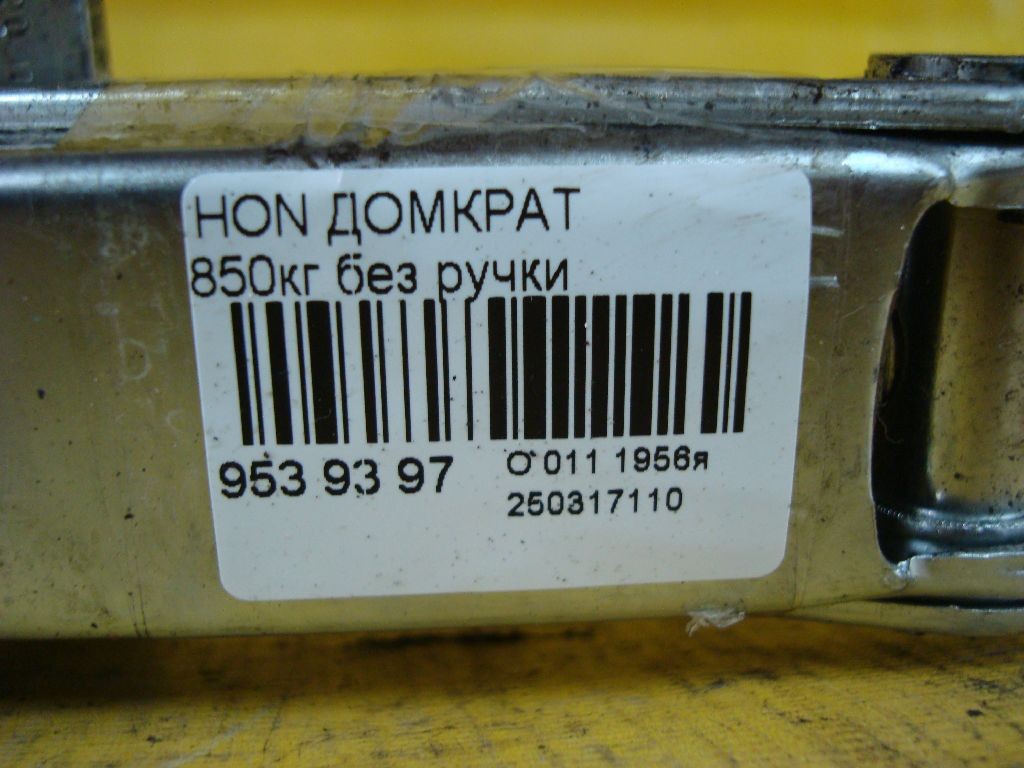 HON ДОМКРАТ
850кг без ручки
953 93 97
О`011 1956я
250317110